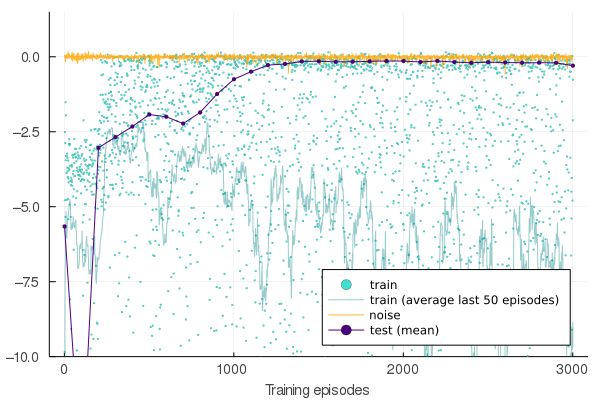 0.0
−2.5
−5.0
−7.5
−10.0
0 1000 2000 3000
Training episodes
train
train (average last 50 episodes)
noise
test (mean)